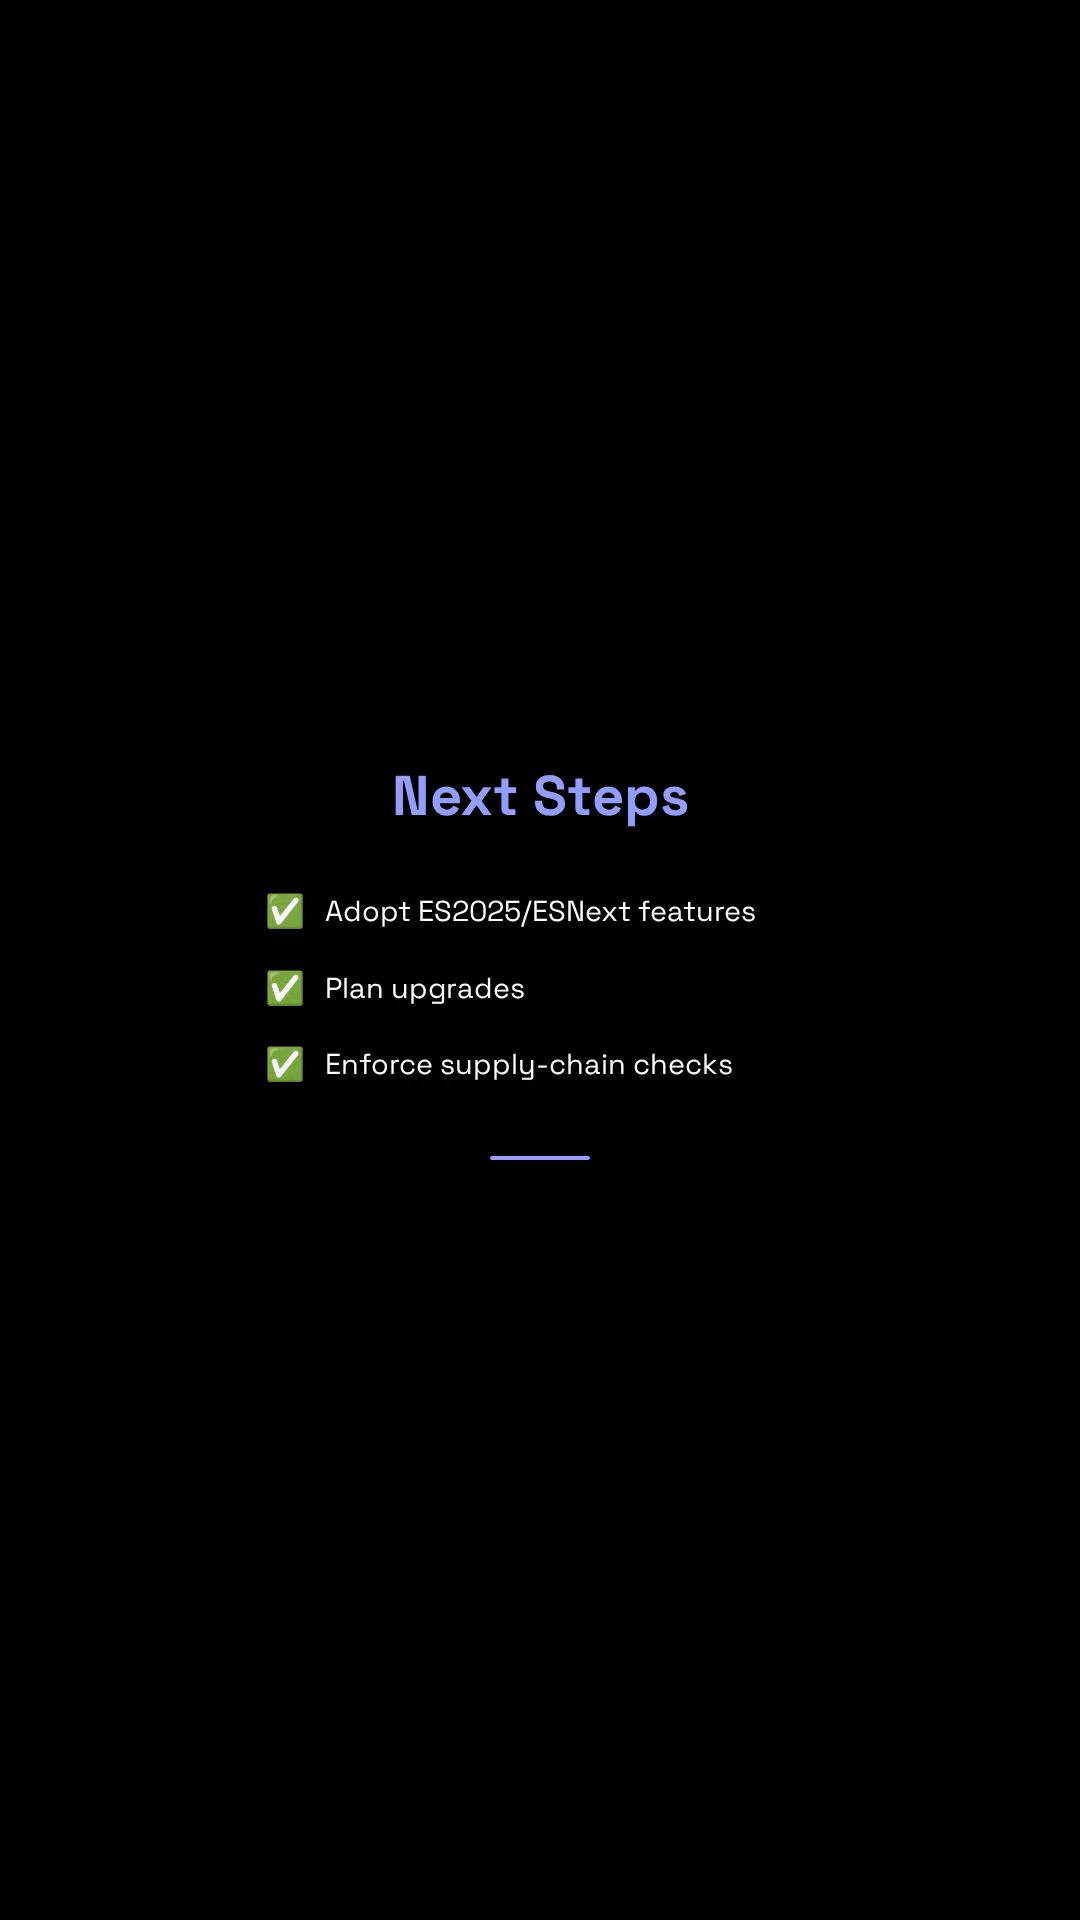 Next Steps
✅ Adopt ES2025/ESNext features
✅ Plan upgrades
✅ Enforce supply-chain checks